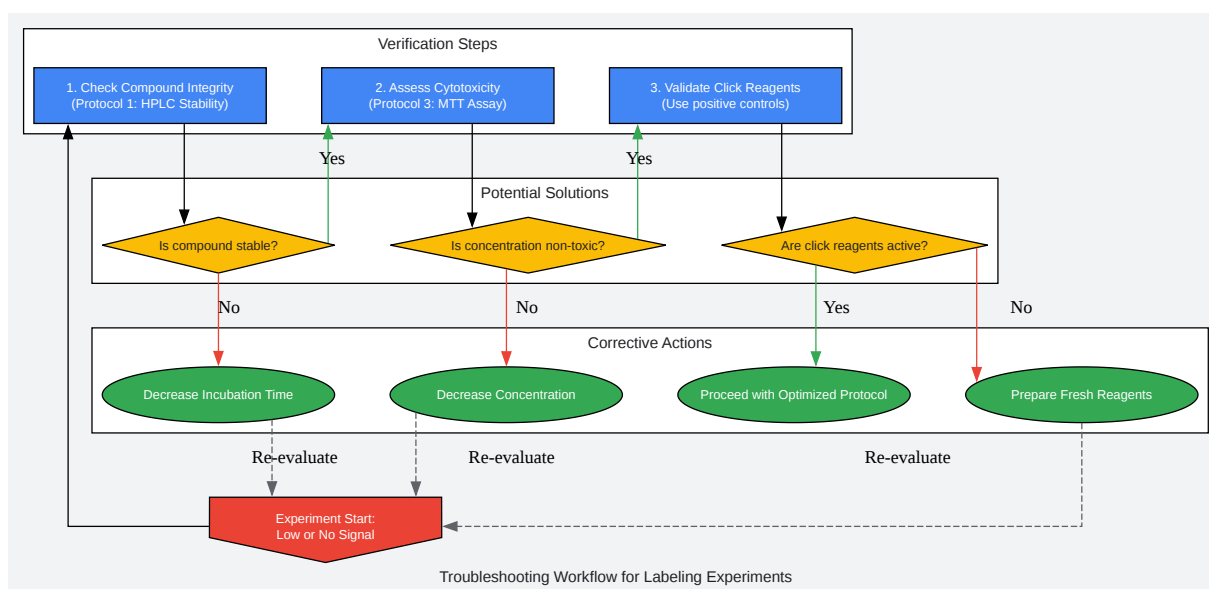 Verification Steps
1. Check Compound Integrity
(Protocol 1: HPLC Stability)
2. Assess Cytotoxicity
(Protocol 3: MTT Assay)
3. Validate Click Reagents
(Use positive controls)
Yes
Yes
Potential Solutions
Is compound stable?
Is concentration non-toxic?
Are click reagents active?
No
No
Yes
No
Corrective Actions
Decrease Incubation Time
Decrease Concentration
Proceed with Optimized Protocol
Prepare Fresh Reagents
Re-evaluate
Re-evaluate
Re-evaluate
Experiment Start:
Low or No Signal
Troubleshooting Workflow for Labeling Experiments